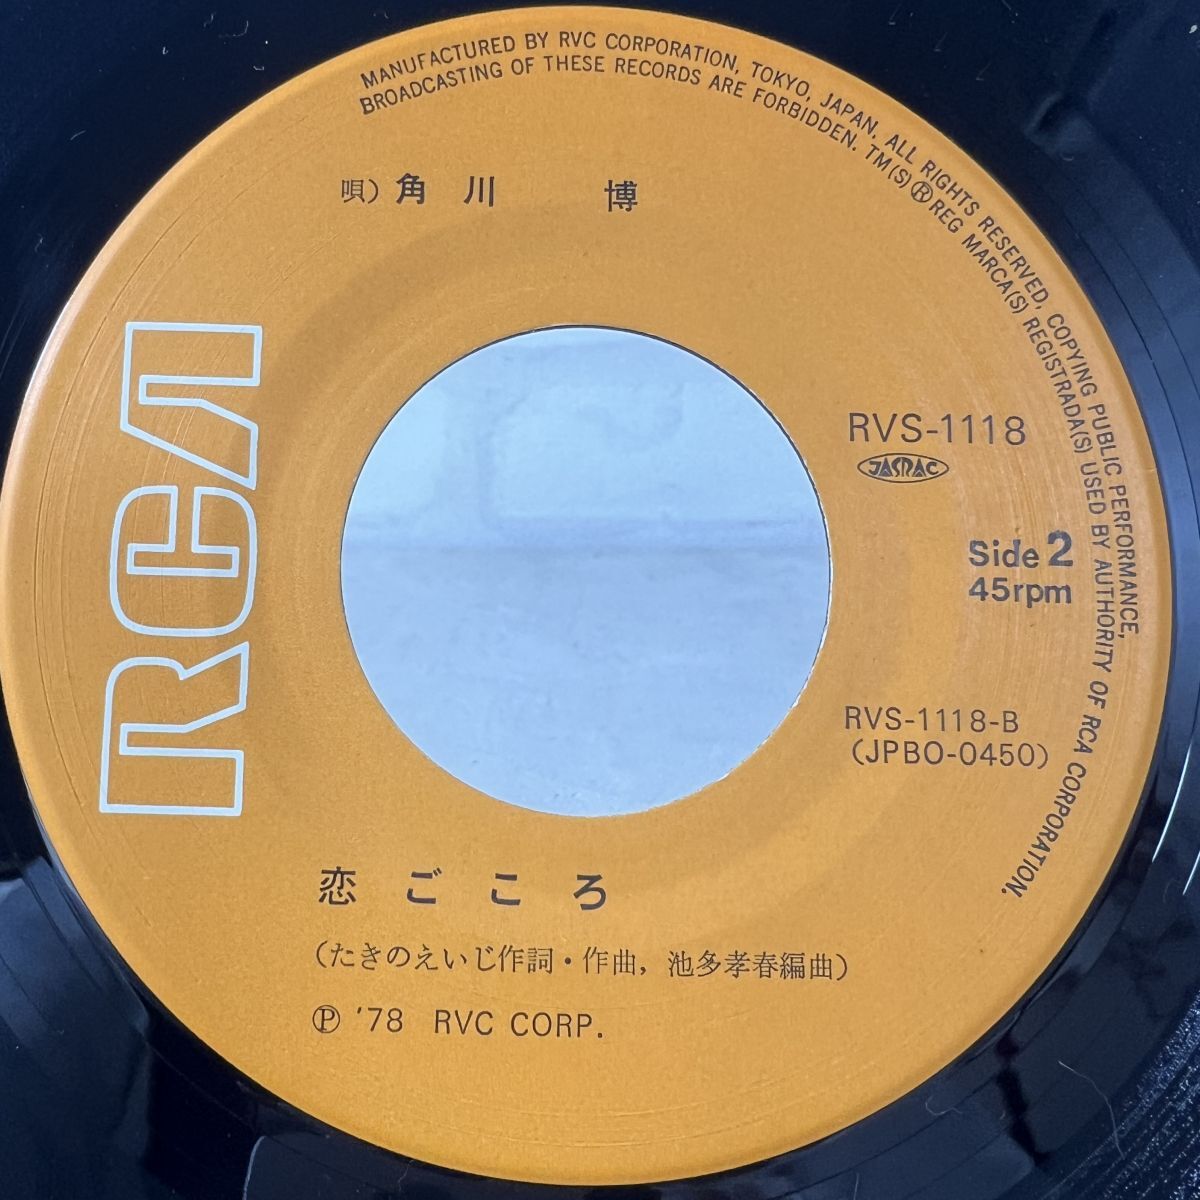 MANUFACTURED BY RVC CORPORATION, TOKYO, JAPAN. ALL RIGHTS RESERVED, COPYING PUBLIC PERFORMANCE,
BROADCASTING OF THESE RECORDS ARE FORBIDDEN. TM(S)®REG MARCA(S) REGISTRADA(S) USED BY AUTHORITY OF RCA CORPORATION.
唄）角川 博
RCA
RVS-1118
JASRAC
Side 2
45rpm
RVS-1118-B
(JPBO-0450)
恋ごころ
(たきのえいじ作詞・作曲, 池多孝春編曲)
Ⓟ '78 RVC CORP.